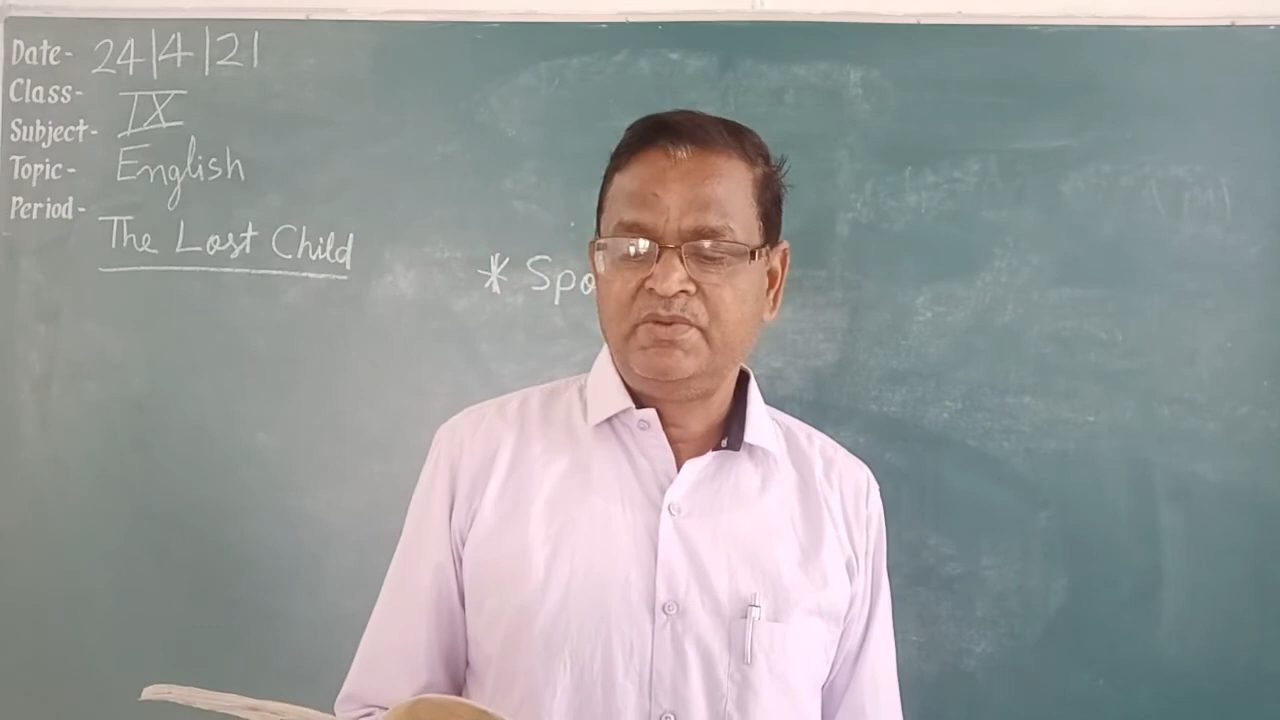 Date- 24/4/21
Class- IX
Subject- English
Topic- The Lost Child
Period-
* Spo